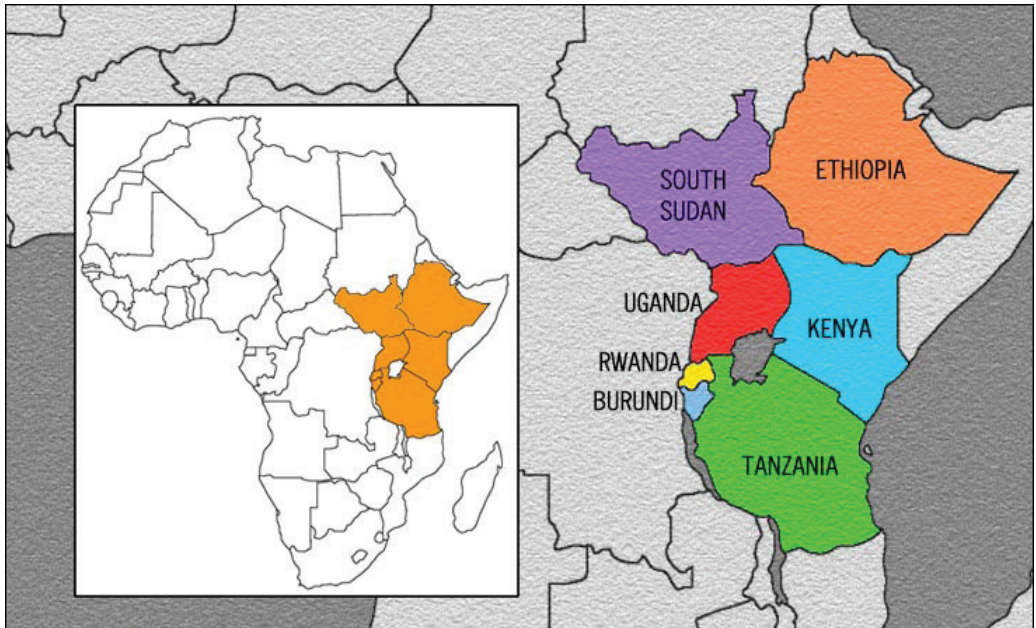 ETHIOPIA
SOUTH
SUDAN
UGANDA
KENYA
RWANDA
BURUNDI
TANZANIA